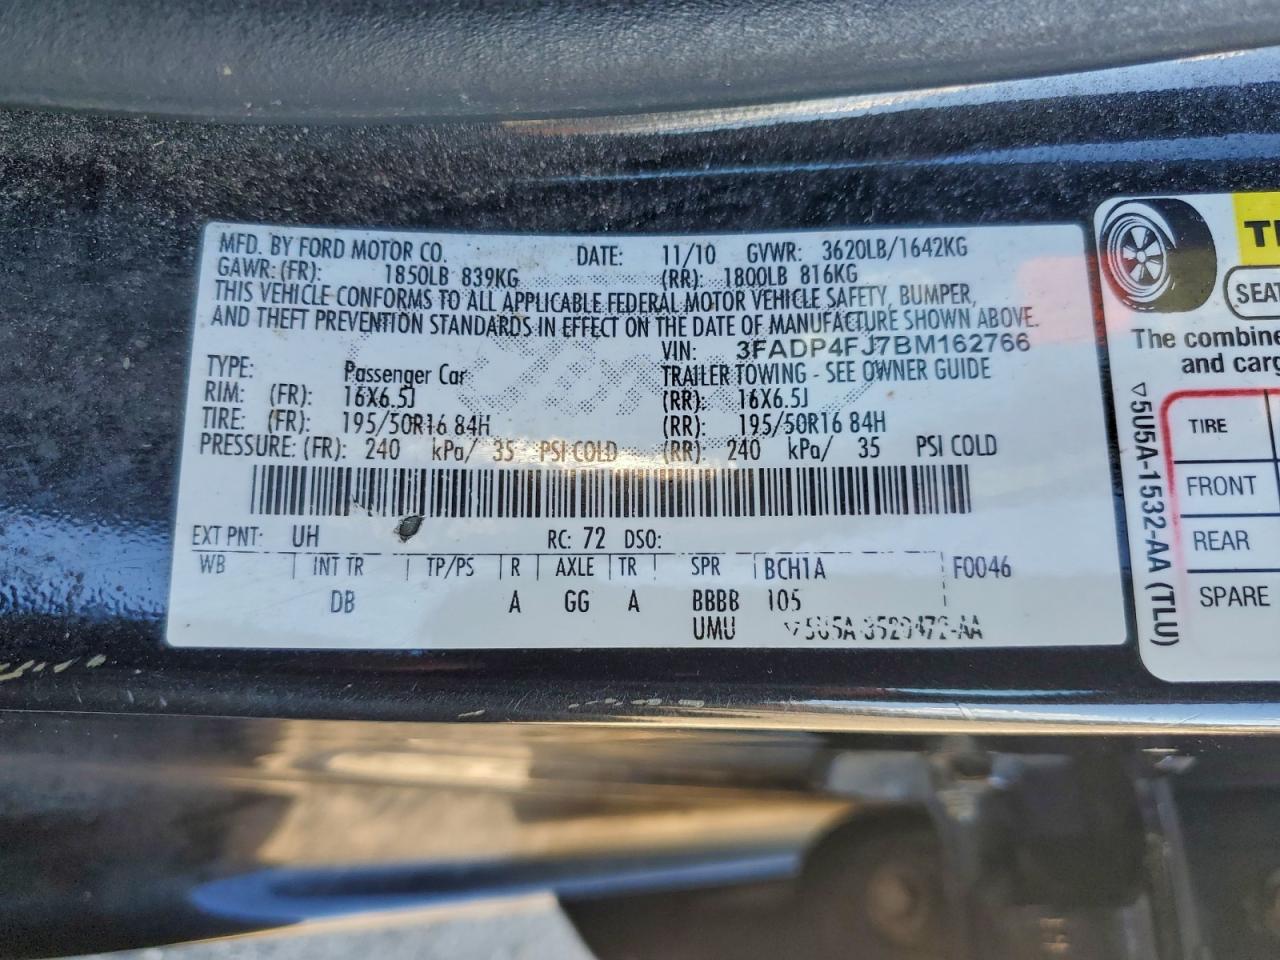 MFD. BY FORD MOTOR CO. DATE: 11/10 GVWR: 3620LB/1642KG
GAWR: (FR): 1850LB 839KG (RR): 1800LB 816KG
THIS VEHICLE CONFORMS TO ALL APPLICABLE FEDERAL MOTOR VEHICLE SAFETY, BUMPER,
AND THEFT PREVENTION STANDARDS IN EFFECT ON THE DATE OF MANUFACTURE SHOWN ABOVE.
VIN: 3FADP4FJ7BM162766
TYPE: Passenger Car TRAILER TOWING - SEE OWNER GUIDE
RIM: (FR): 16X6.5J (RR): 16X6.5J
TIRE: (FR): 195/50R16 84H (RR): 195/50R16 84H
PRESSURE: (FR): 240 kPa/ 35 PSI COLD (RR): 240 kPa/ 35 PSI COLD
EXT PNT: UH RC: 72 DSO:
WB INT TR TP/PS R AXLE TR SPR BCH1A F0046
DB A GG A BBBB 105
UMU ▽5U5A-3520472-AA
SEAT
The combine
and carg
▽5U5A-1532-AA (TLU)
TIRE
FRONT
REAR
SPARE